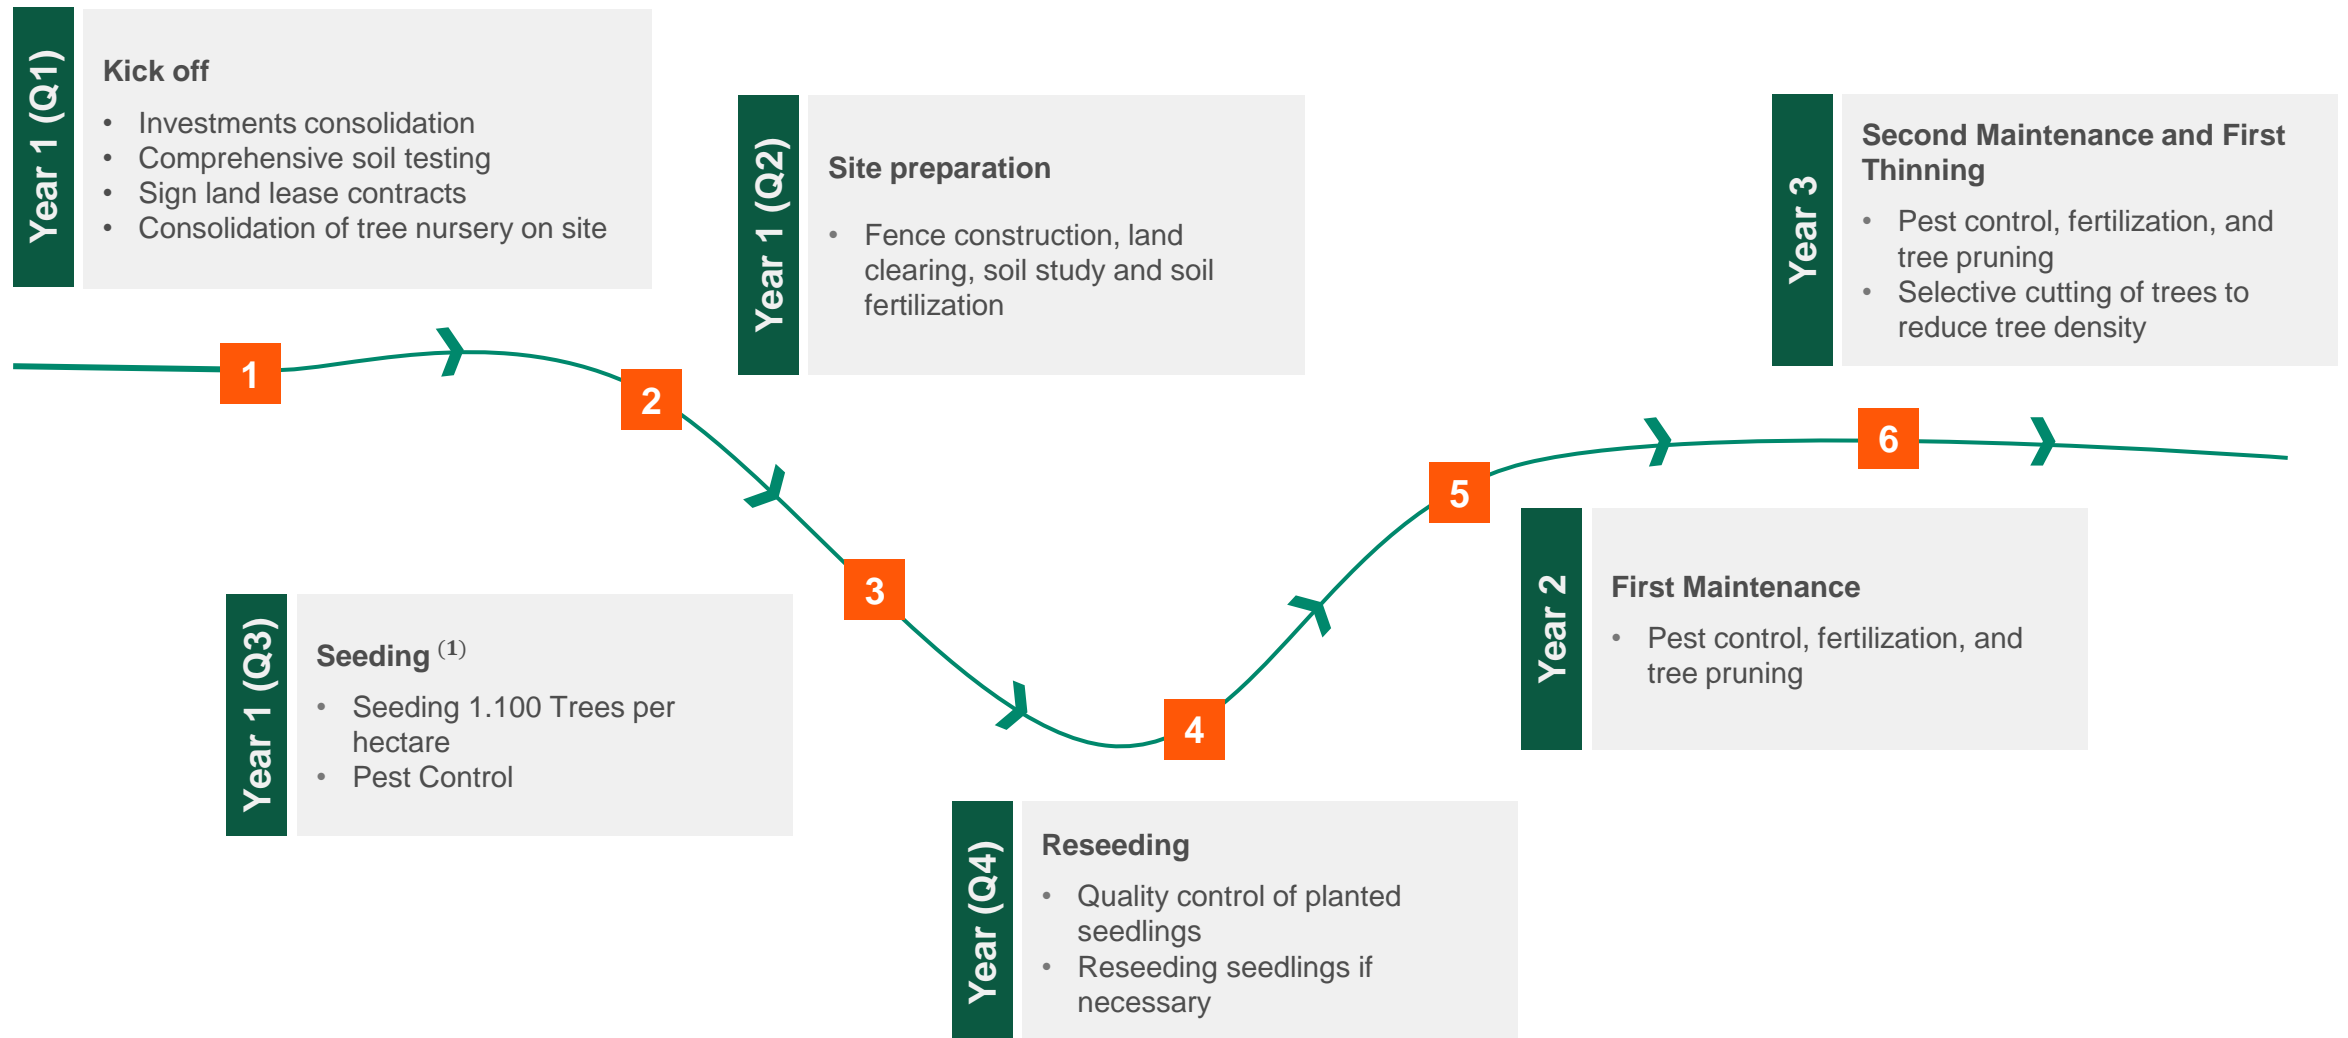 Year 1 (Q1)
Kick off
• Investments consolidation
• Comprehensive soil testing
• Sign land lease contracts
• Consolidation of tree nursery on site
1
Year 1 (Q2)
Site preparation
• Fence construction, land
clearing, soil study and soil
fertilization
2
Year 1 (Q3)
Seeding (1)
• Seeding 1.100 Trees per
hectare
• Pest Control
3
Year (Q4)
Reseeding
• Quality control of planted
seedlings
• Reseeding seedlings if
necessary
4
Year 2
First Maintenance
• Pest control, fertilization, and
tree pruning
5
Year 3
Second Maintenance and First
Thinning
• Pest control, fertilization, and
tree pruning
• Selective cutting of trees to
reduce tree density
6